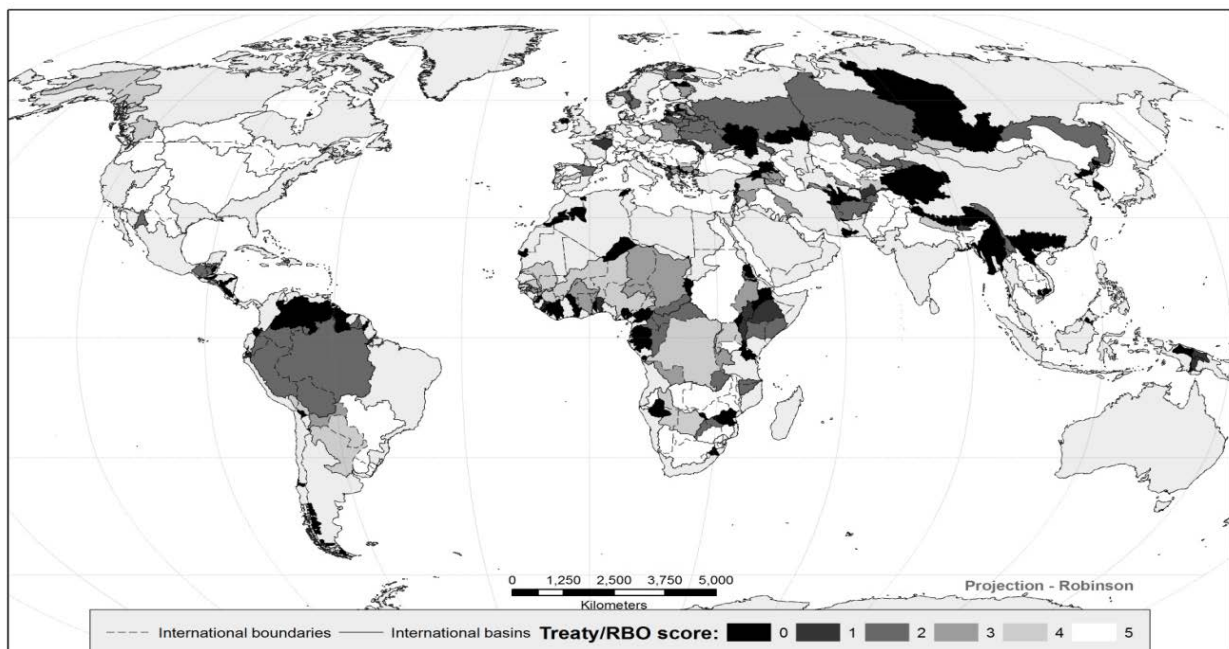 0 1,250 2,500 3,750 5,000
Kilometers
Projection - Robinson
International boundaries International basins Treaty/RBO score: 0 1 2 3 4 5